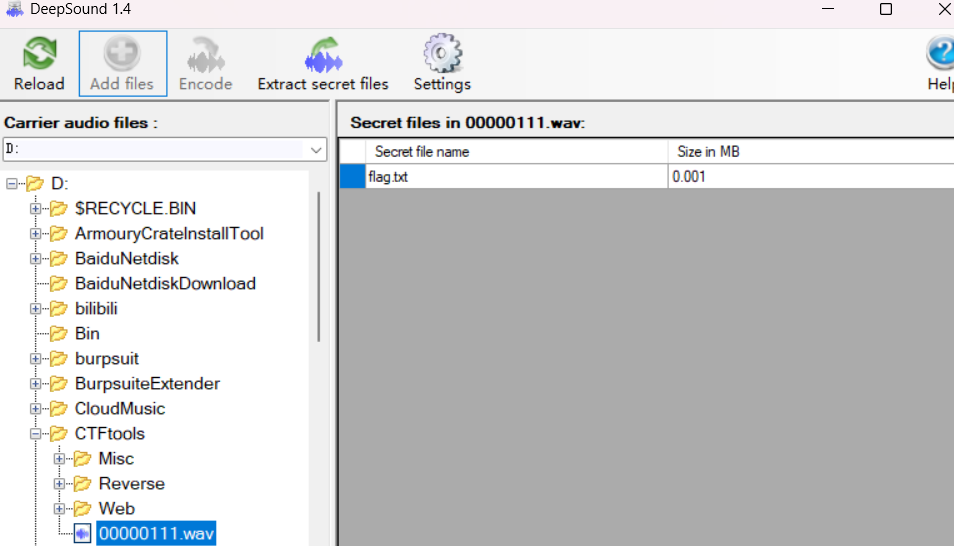 DeepSound 1.4
Reload
Add files
Encode
Extract secret files
Settings
Help
Carrier audio files :
D:
D:
$RECYCLE.BIN
ArmouryCrateInstallTool
BaiduNetdisk
BaiduNetdiskDownload
bilibili
Bin
burpsuit
BurpsuiteExtender
CloudMusic
CTFtools
Misc
Reverse
Web
00000111.wav
Secret files in 00000111.wav:
Secret file name
Size in MB
flag.txt
0.001